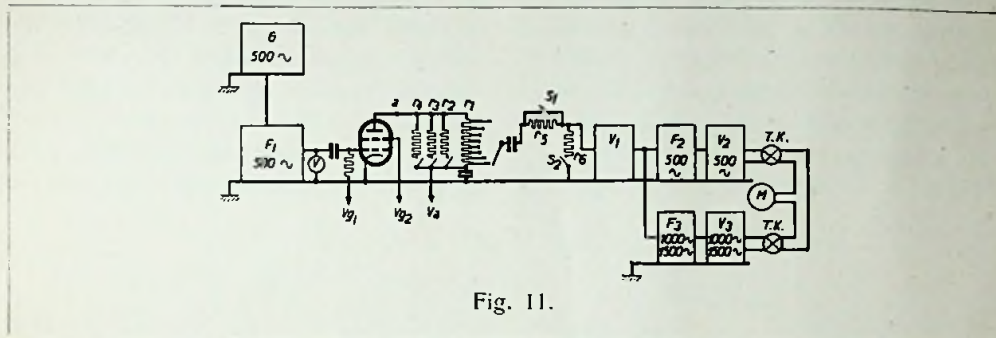 G
500 ~
S1
F1
500 ~
V
a
r4 r3 r2 r1
r5
S2
r6
V1
F2
500
~
V2
500
~
T.K.
M
Vg1
Vg2
Va
F3
1000~
1500~
V3
1000~
1500~
T.K.
Fig. 11.